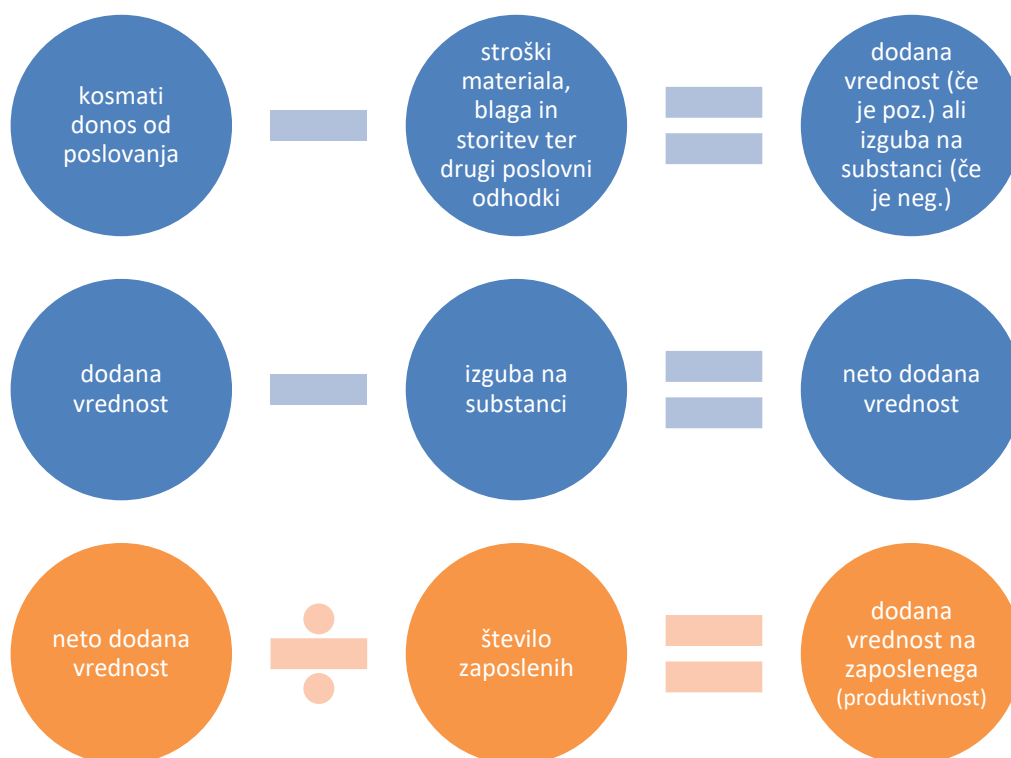 kosmati
donos od
poslovanja
stroški
materiala,
blaga in
storitev ter
drugi poslovni
odhodki
dodana
vrednost (če
je poz.) ali
izguba na
substanci (če
je neg.)
dodana
vrednost
izguba na
substanci
neto dodana
vrednost
neto dodana
vrednost
število
zaposlenih
dodana
vrednost na
zaposlenega
(produktivnost)